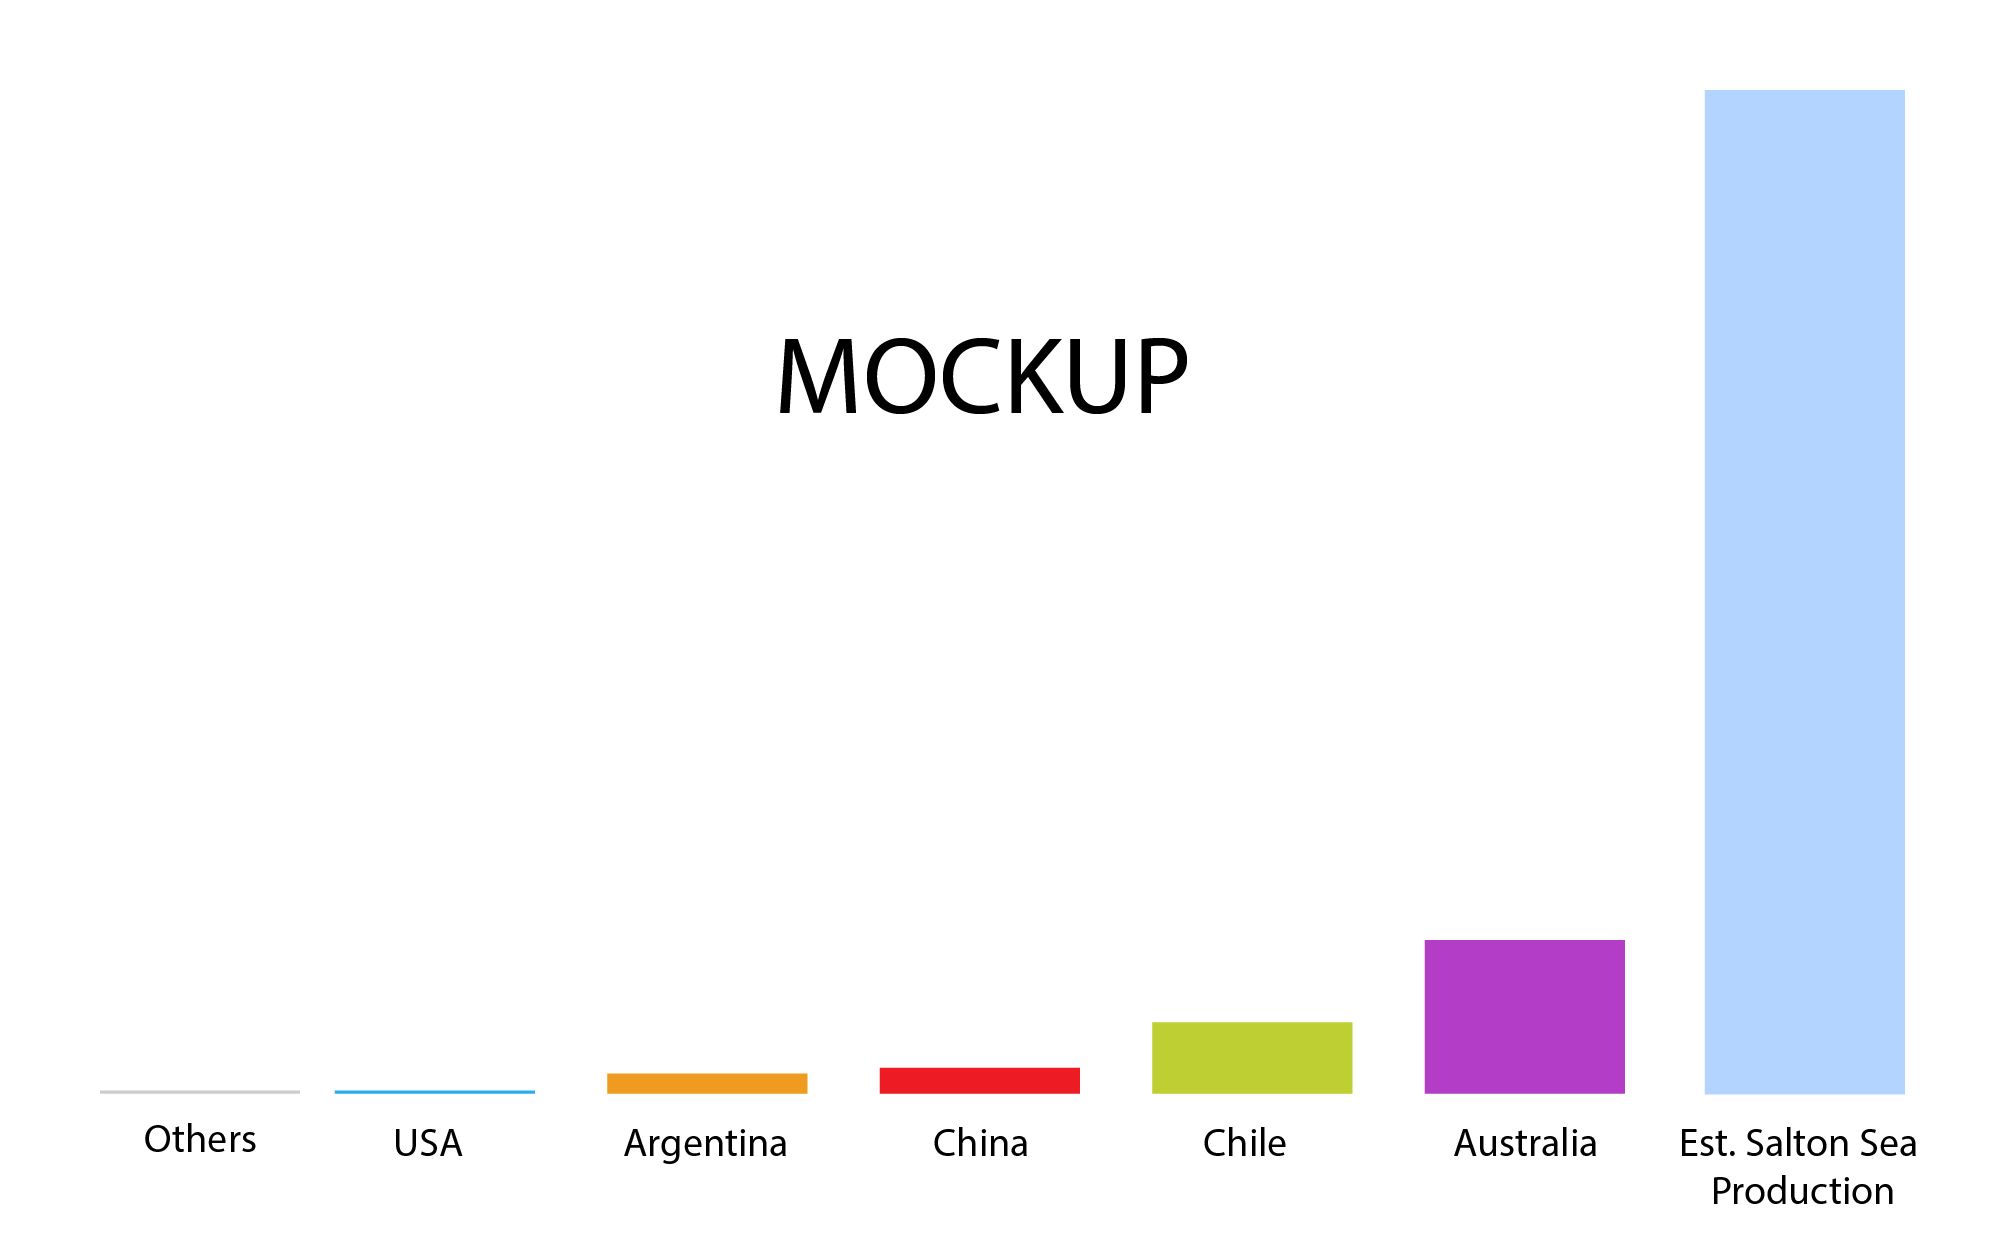 MOCKUP
Others
USA
Argentina
China
Chile
Australia
Est. Salton Sea
Production